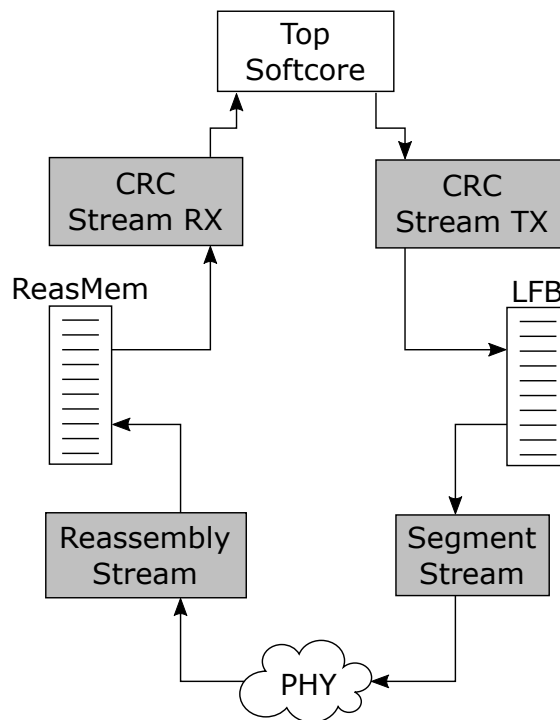 Top
Softcore
CRC
Stream RX
CRC
Stream TX
ReasMem
LFB
Reassembly
Stream
Segment
Stream
PHY